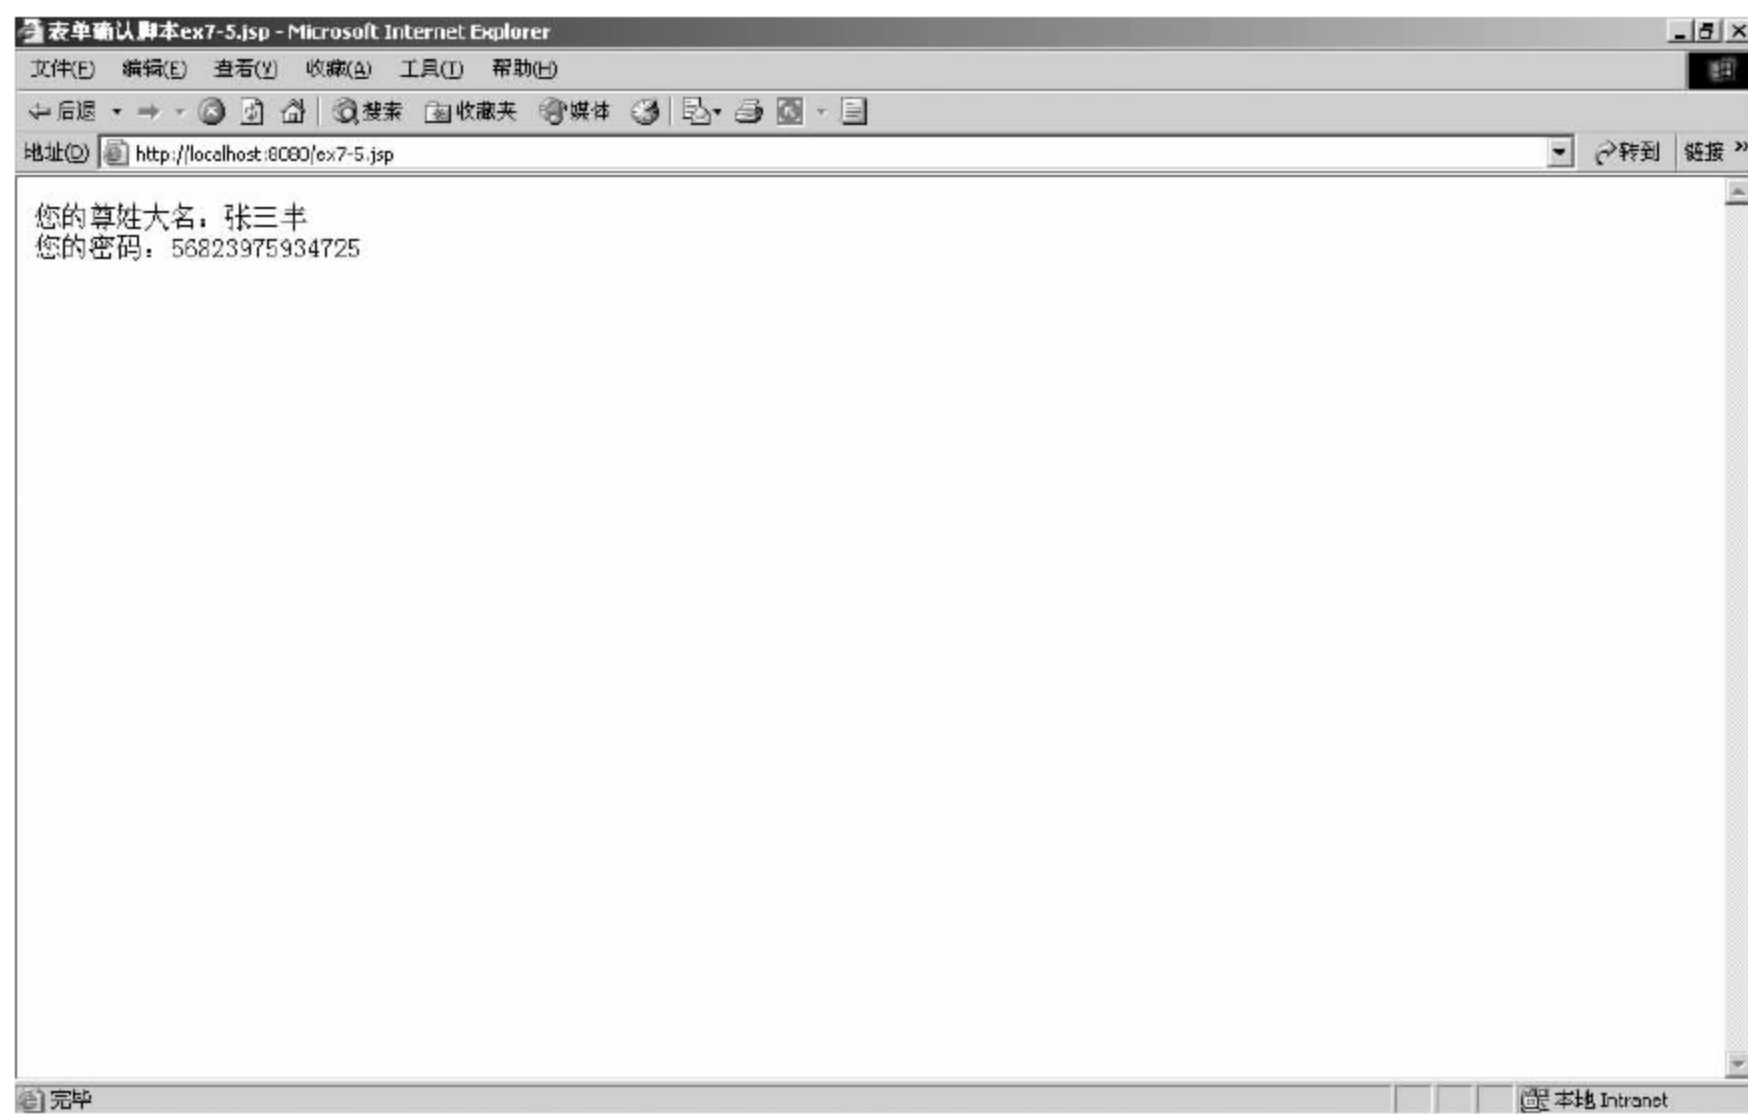 表单确认脚本ex7-5.jsp - Microsoft Internet Explorer
文件(F) 编辑(E) 查看(V) 收藏(A) 工具(T) 帮助(H)
后退 搜索 收藏夹 媒体
地址(D) http://localhost:8080/ex7-5.jsp 转到 链接 »
您的尊姓大名：张三丰
您的密码：56823975934725
完毕 本地 Intranet